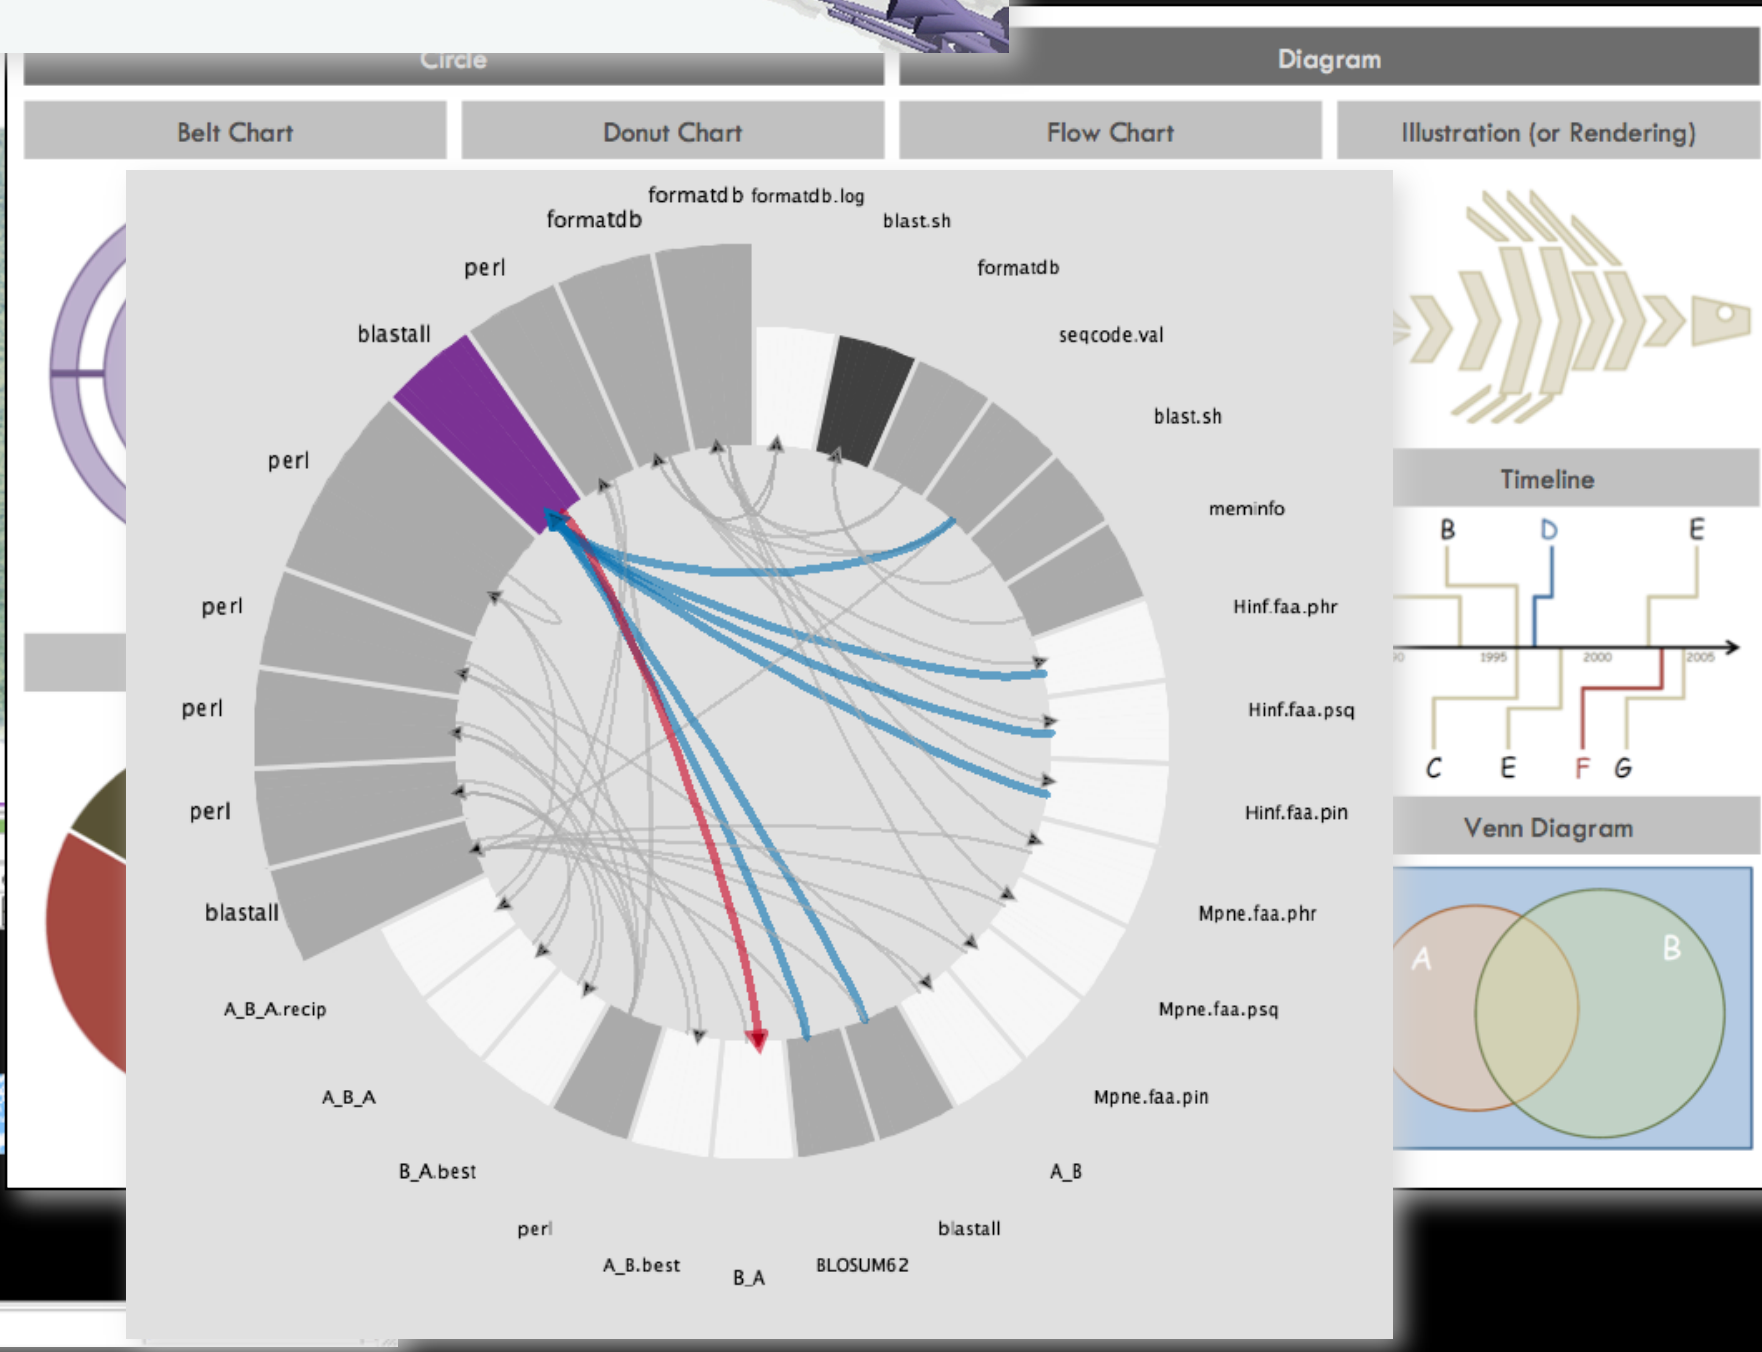 Circle
Diagram
Belt Chart
Donut Chart
Flow Chart
Illustration (or Rendering)
formatdb
formatdb.log
formatdb
blast.sh
perl
formatdb
blastall
seqcode.val
blast.sh
perl
Timeline
meminfo
B
D
E
perl
Hinf.faa.phr
1995
2000
2005
perl
Hinf.faa.psq
C
E
F
G
perl
Hinf.faa.pin
Venn Diagram
blastall
Mpne.faa.phr
A
B
A_B_A.recip
Mpne.faa.psq
A_B_A
Mpne.faa.pin
B_A.best
A_B
perl
blastall
A_B.best
B_A
BLOSUM62